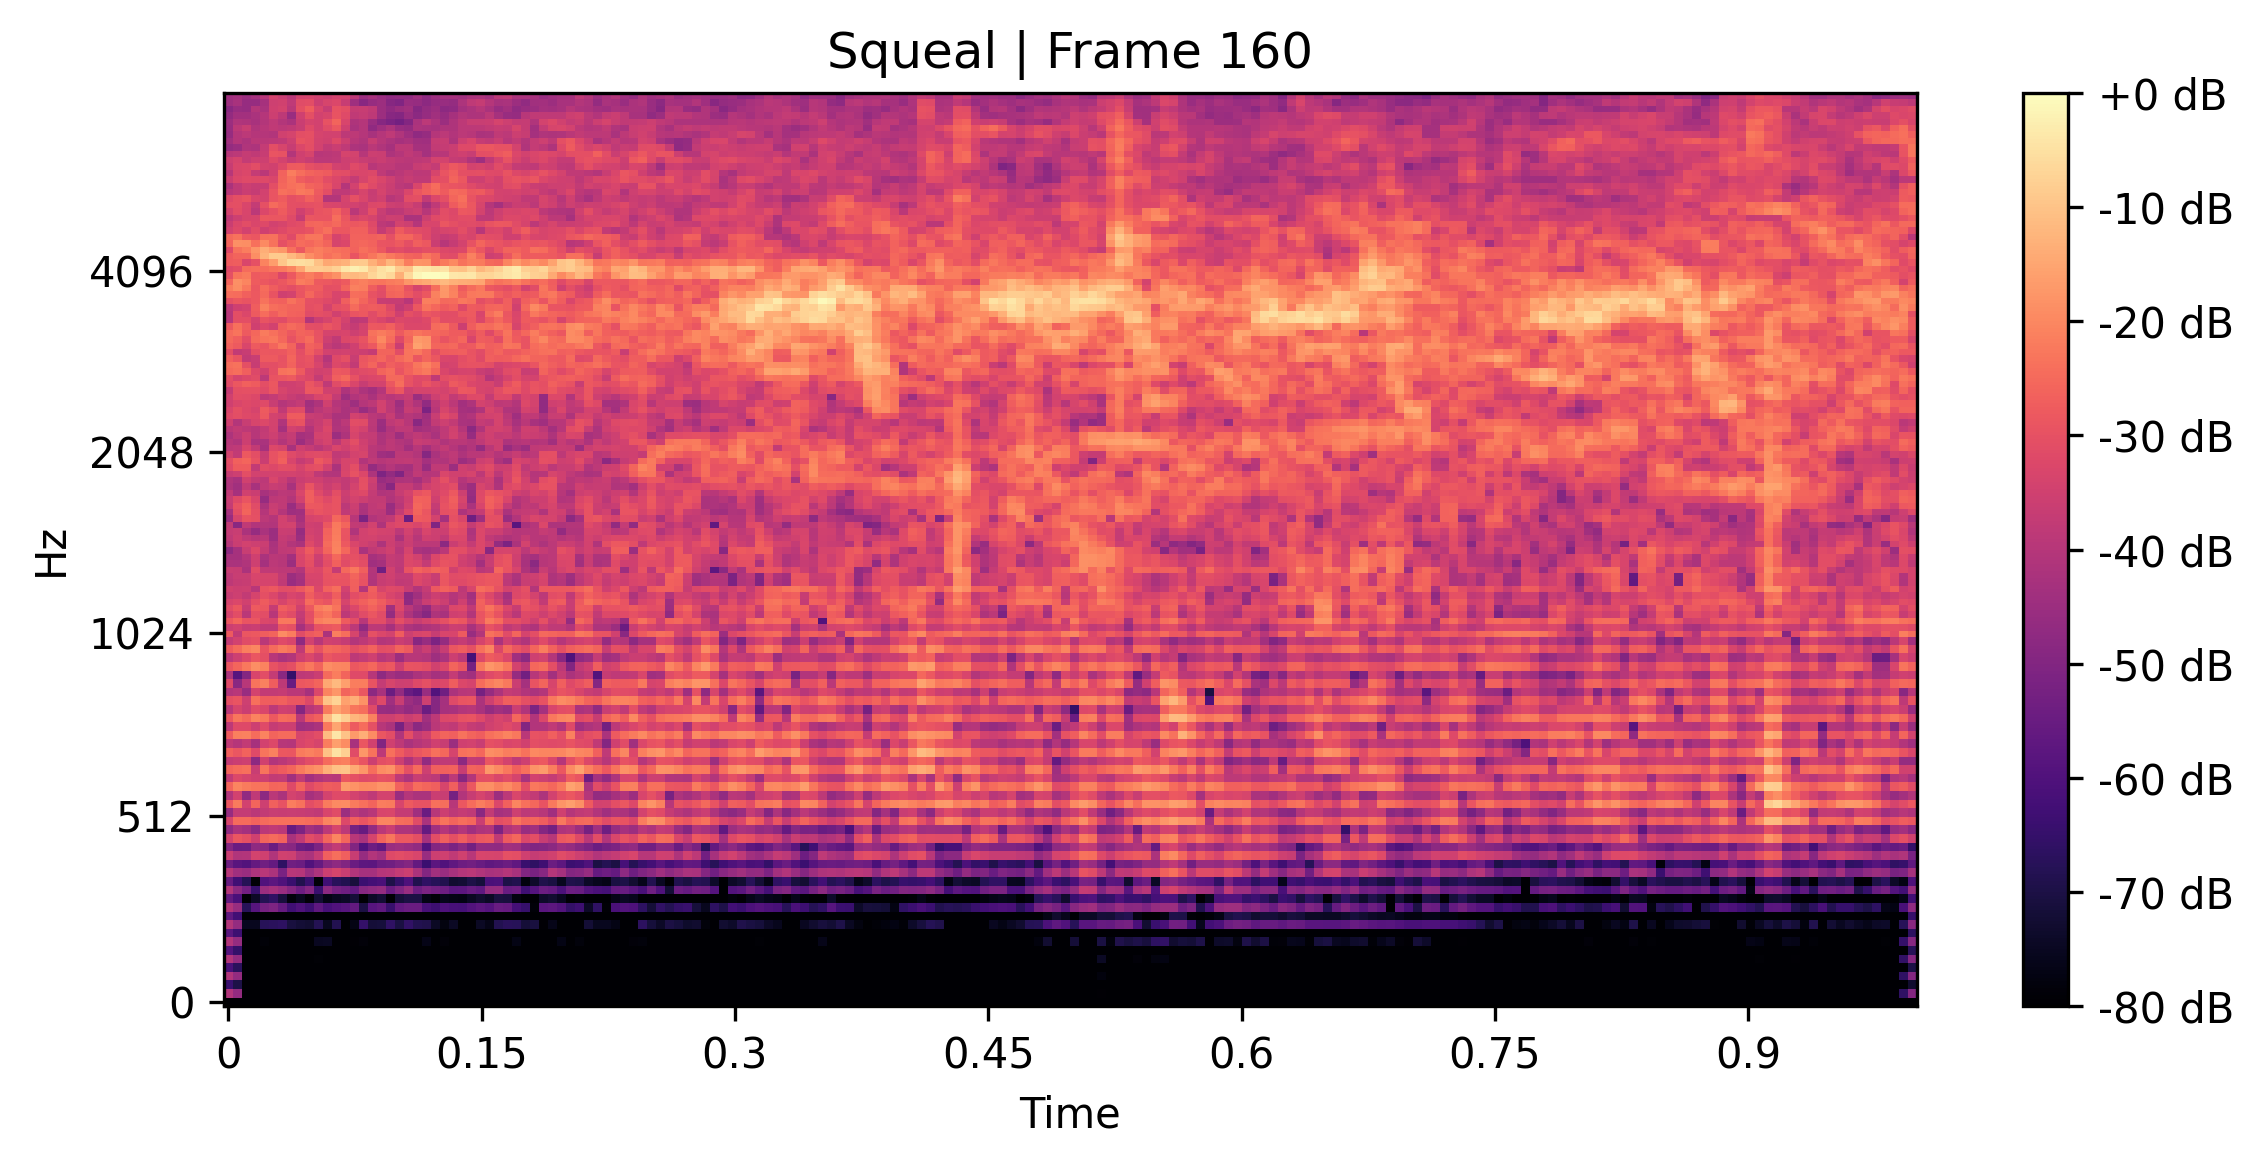 Squeal | Frame 160
+0 dB
-10 dB
-20 dB
-30 dB
-40 dB
-50 dB
-60 dB
-70 dB
-80 dB
Hz
4096
2048
1024
512
0
0 0.15 0.3 0.45 0.6 0.75 0.9
Time